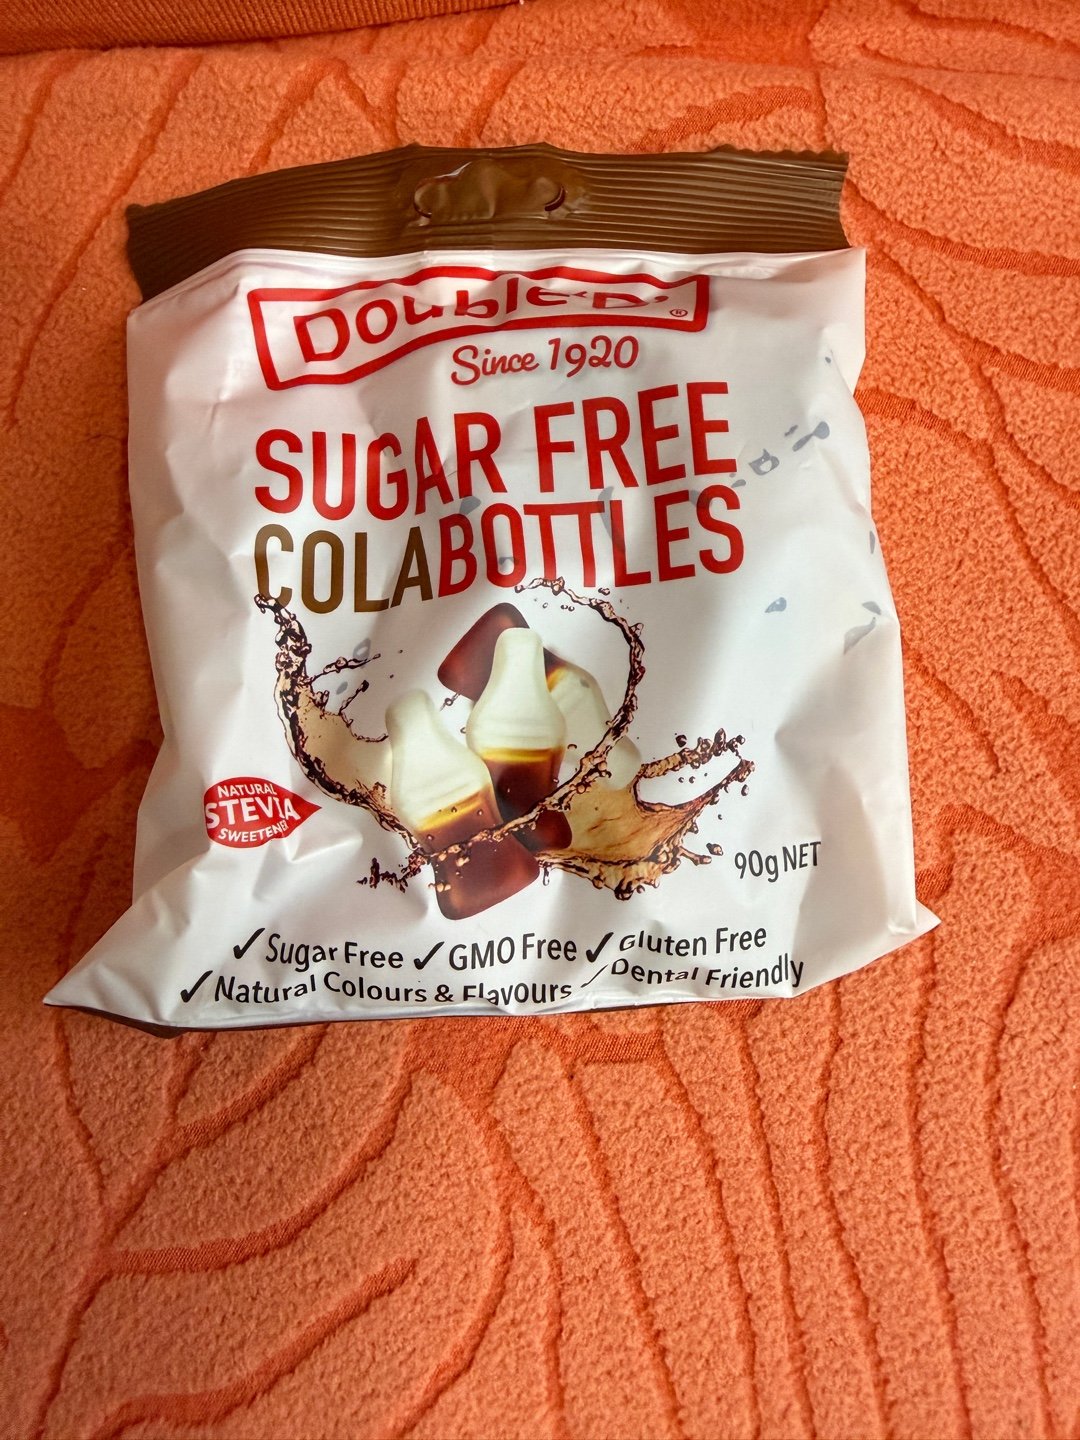 Double 'D'®
Since 1920
SUGAR FREE
COLABOTTLES
NATURAL
STEVIA
SWEETENER
90g NET
✓ Sugar Free ✓ GMO Free ✓ Gluten Free
✓ Natural Colours & Flavours ✓ Dental Friendly